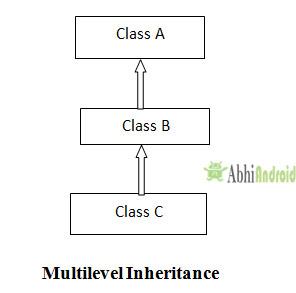 Class A
Class B
AbhiAndroid
Class C
Multilevel Inheritance